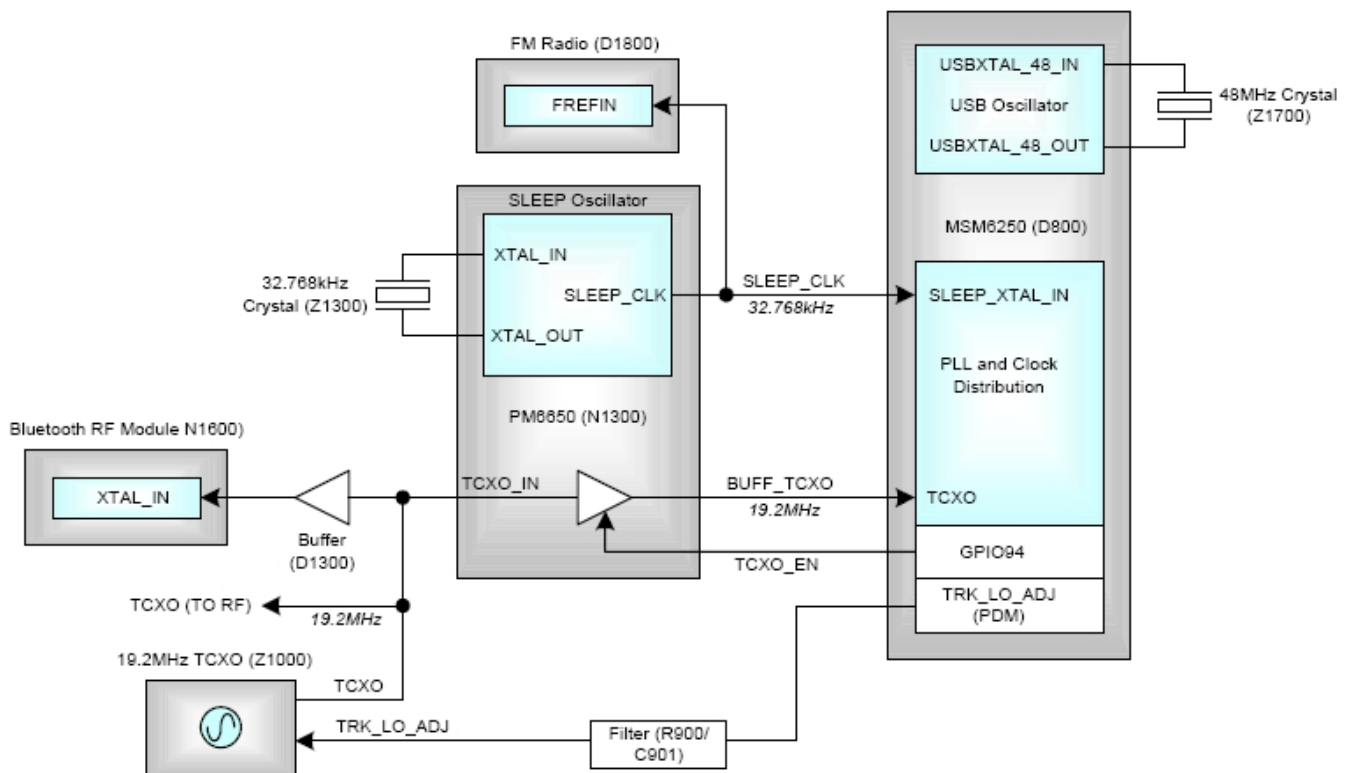 FM Radio (D1800)
FREFIN
USBXTAL_48_IN
USB Oscillator
USBXTAL_48_OUT
48MHz Crystal
(Z1700)
MSM6250 (D800)
SLEEP Oscillator
XTAL_IN
SLEEP_CLK
XTAL_OUT
32.768kHz
Crystal (Z1300)
SLEEP_CLK
32.768kHz
SLEEP_XTAL_IN
PLL and Clock
Distribution
PM6650 (N1300)
Bluetooth RF Module N1600)
XTAL_IN
Buffer
(D1300)
TCXO_IN
BUFF_TCXO
19.2MHz
TCXO
TCXO_EN
GPIO94
TRK_LO_ADJ
(PDM)
TCXO (TO RF)
19.2MHz
19.2MHz TCXO (Z1000)
TCXO
TRK_LO_ADJ
Filter (R900/
C901)